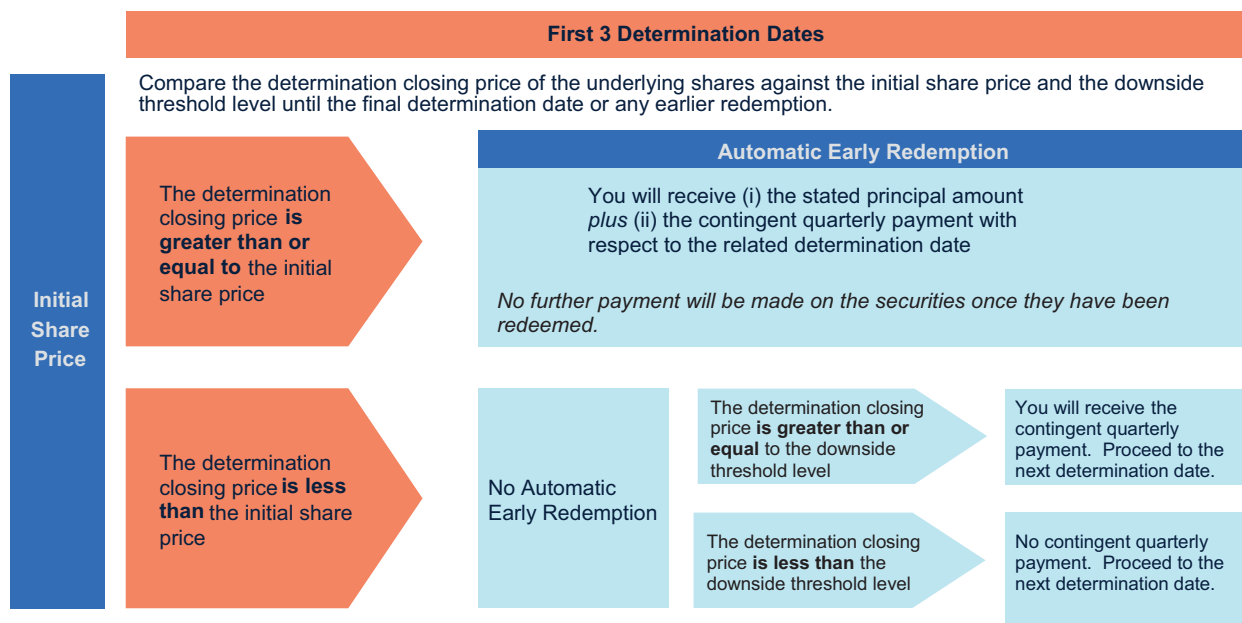 First 3 Determination Dates
Compare the determination closing price of the underlying shares against the initial share price and the downside
threshold level until the final determination date or any earlier redemption.
Initial
Share
Price
The determination
closing price is
greater than or
equal to the initial
share price
Automatic Early Redemption
You will receive (i) the stated principal amount
plus (ii) the contingent quarterly payment with
respect to the related determination date
No further payment will be made on the securities once they have been
redeemed.
The determination
closing price is less
than the initial share
price
No Automatic
Early Redemption
The determination closing
price is greater than or
equal to the downside
threshold level
You will receive the
contingent quarterly
payment.  Proceed to the
next determination date.
The determination closing
price is less than the
downside threshold level
No contingent quarterly
payment.  Proceed to the
next determination date.